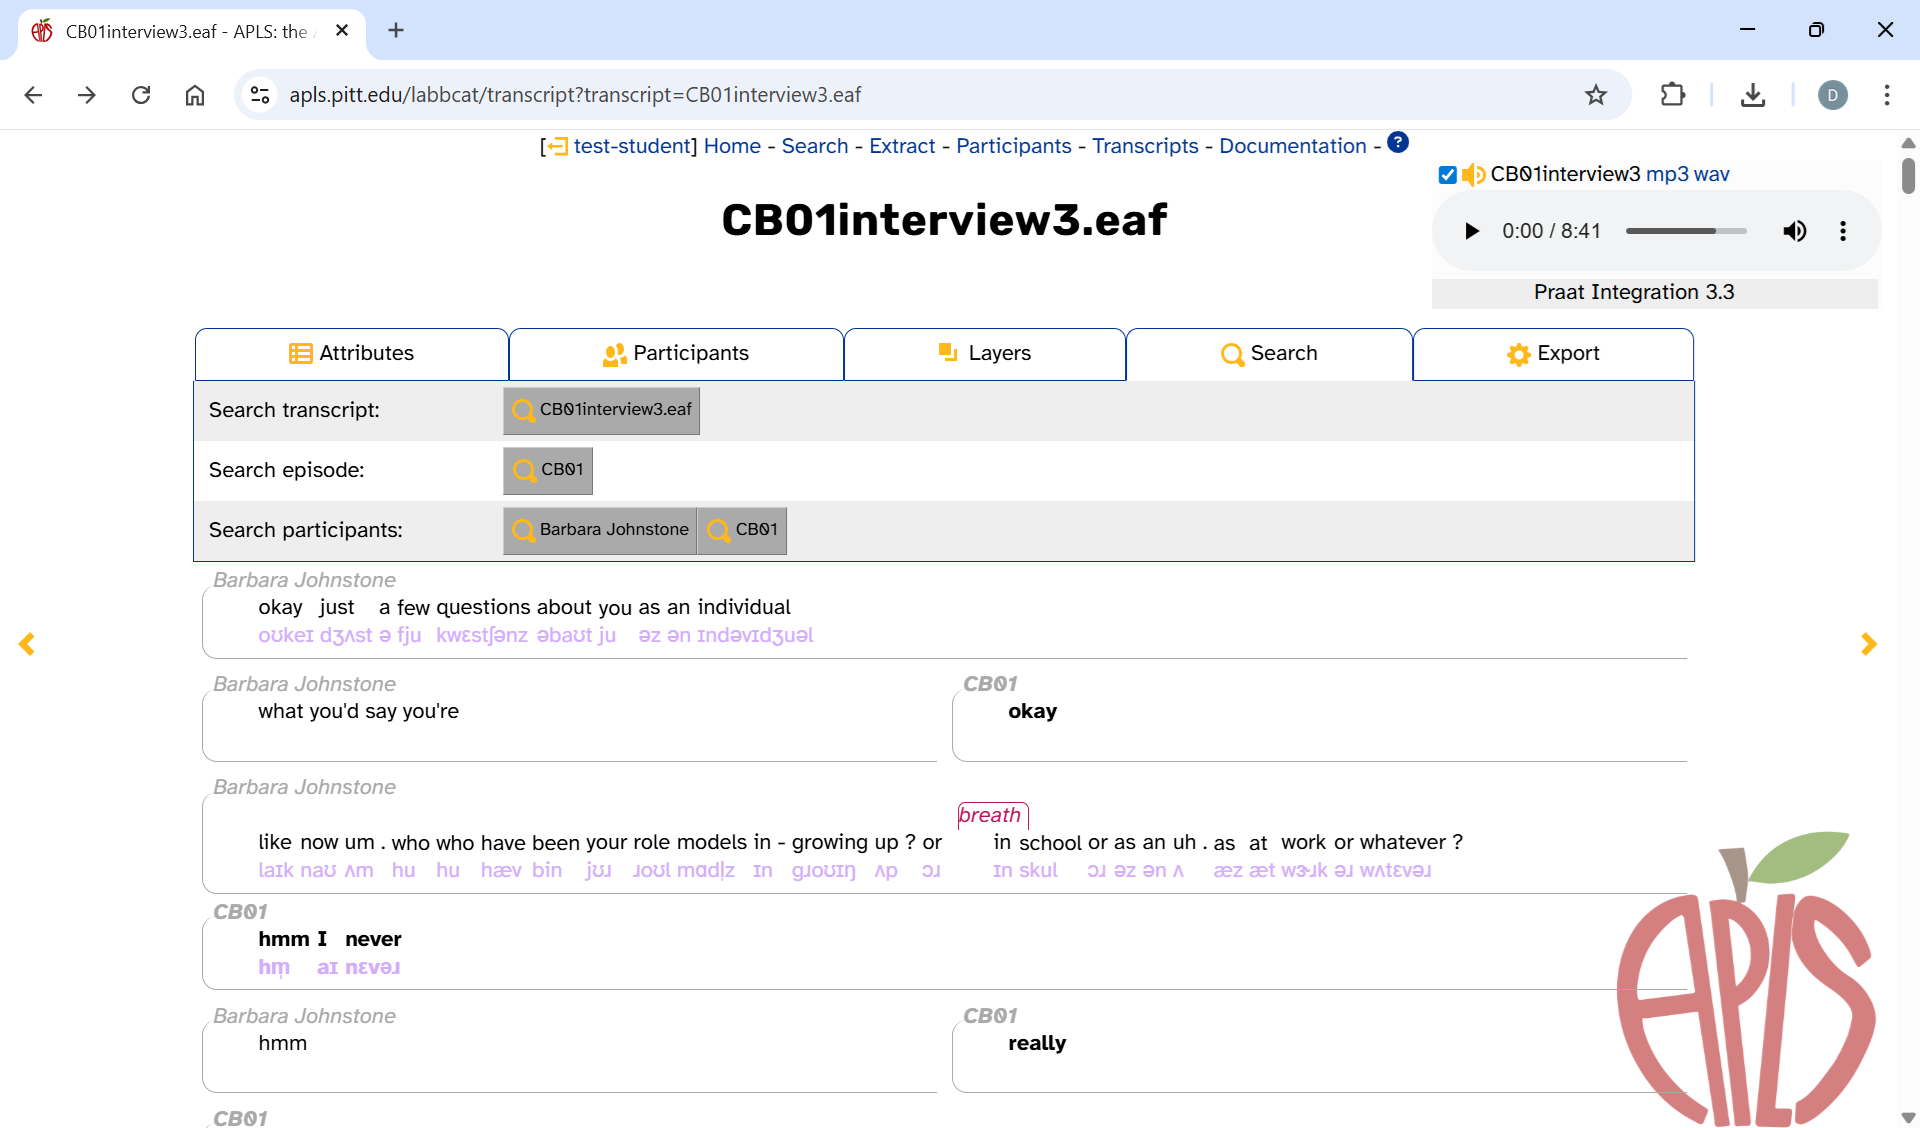 CB01interview3.eaf - APLS: the
apls.pitt.edu/labbcat/transcript?transcript=CB01interview3.eaf
D
[test-student] Home - Search - Extract - Participants - Transcripts - Documentation - ?
CB01interview3 mp3 wav
CB01interview3.eaf
0:00 / 8:41
Praat Integration 3.3
Attributes Participants Layers Search Export
Search transcript: CB01interview3.eaf
Search episode: CB01
Search participants: Barbara Johnstone CB01
Barbara Johnstone
okay just a few questions about you as an individual
oʊkeɪ dʒʌst ə fju kwɛstʃənz əbaʊt ju əz ən ɪndəvɪdʒuəl
Barbara Johnstone CB01
what you'd say you're okay
Barbara Johnstone
breath
like now um . who who have been your role models in - growing up ? or in school or as an uh . as at work or whatever ?
laɪk naʊ ʌm hu hu hæv bin jʊɹ ɹoʊl mɑdl̩z ɪn gɹoʊɪŋ ʌp ɔɹ ɪn skul ɔɹ əz ən ʌ æz æt wɝɹk əɹ wʌtɛvəɹ
CB01
hmm I never
hm̩ aɪ nɛvəɹ
Barbara Johnstone CB01
hmm really
CB01
APLS